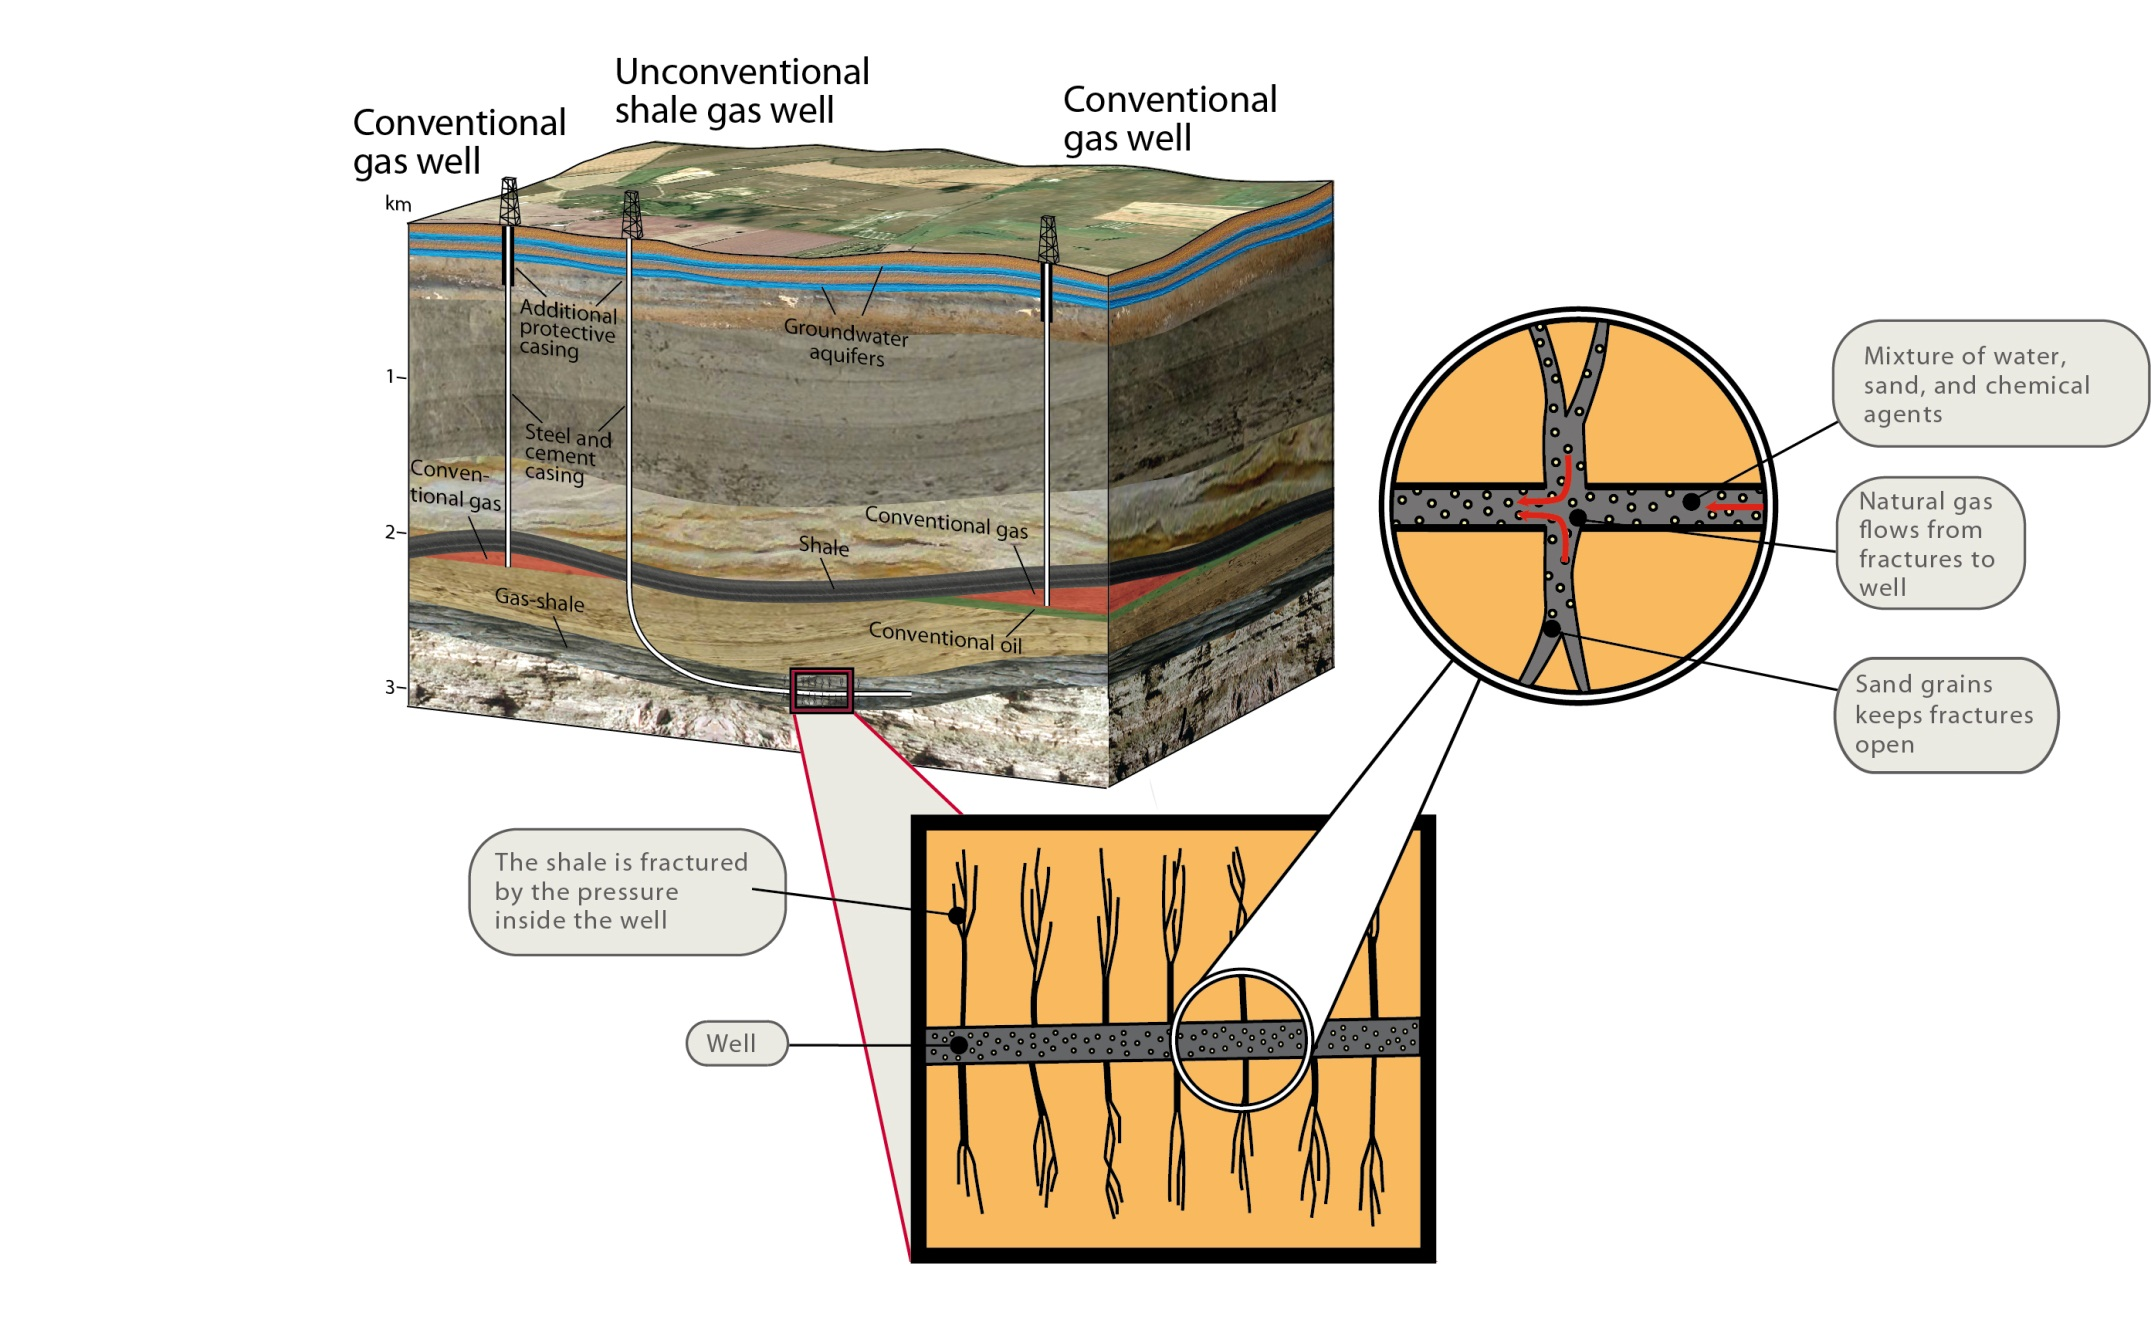 Unconventional
shale gas well
Conventional
gas well
Conventional
gas well
km
1
2
3
Additional
protective
casing
Groundwater
aquifers
Steel and
cement
casing
Conven-
tional gas
Conventional gas
Shale
Gas-shale
Conventional oil
Mixture of water,
sand, and chemical
agents
Natural gas
flows from
fractures to
well
Sand grains
keeps fractures
open
The shale is fractured
by the pressure
inside the well
Well